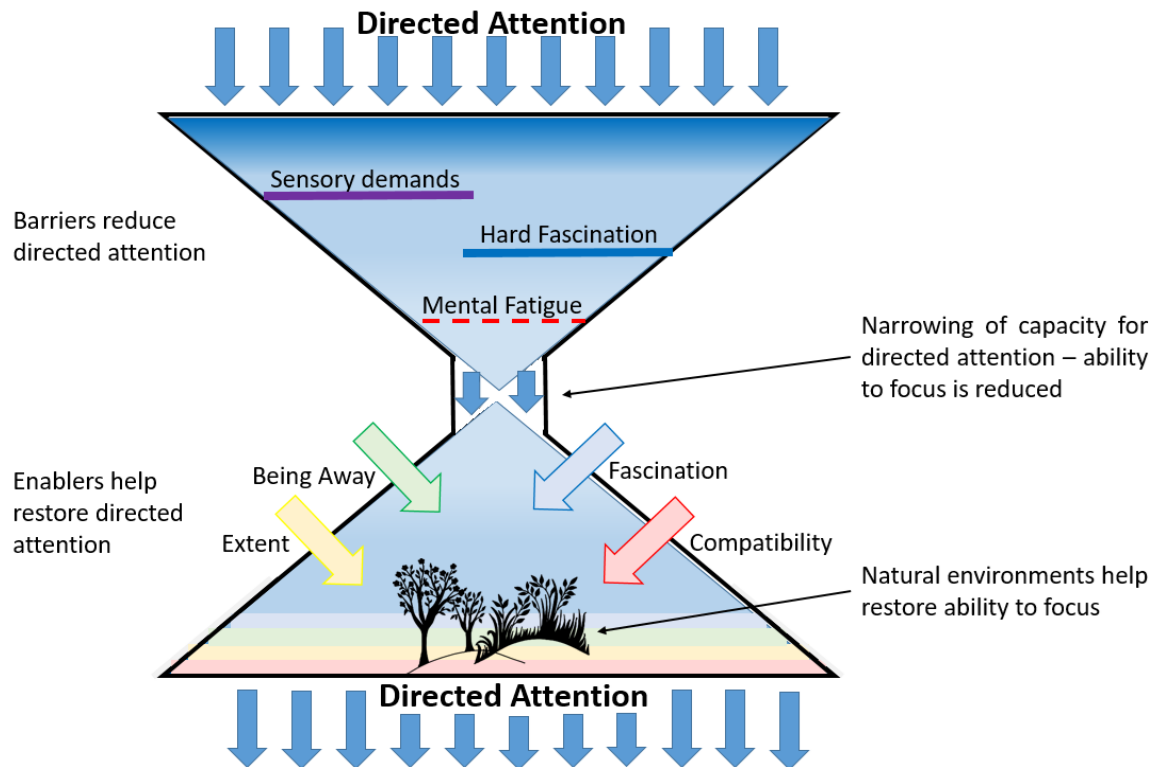 Directed Attention
Sensory demands
Barriers reduce
directed attention
Hard Fascination
Mental Fatigue
Narrowing of capacity for
directed attention – ability
to focus is reduced
Being Away
Fascination
Enablers help
restore directed
attention
Extent
Compatibility
Natural environments help
restore ability to focus
Directed Attention